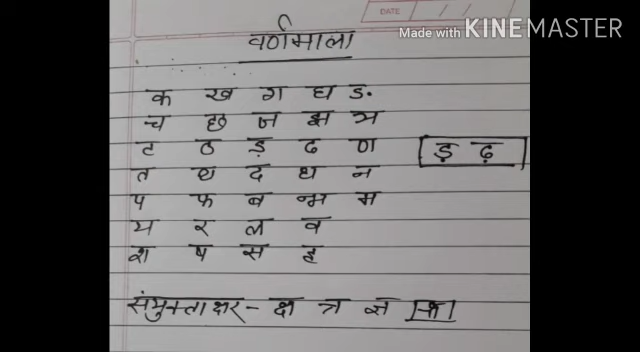 DATE / /
Made with KINEMASTER
वर्णमाला
क ख ग घ ङ
च छ ज झ ञ
ट ठ ड़ ढ ण
ड़ ढ़
त थ द ध न
प फ ब भ म
य र ल व
श ष स ह
संयुक्ताक्षर - क्ष त्र ज्ञ